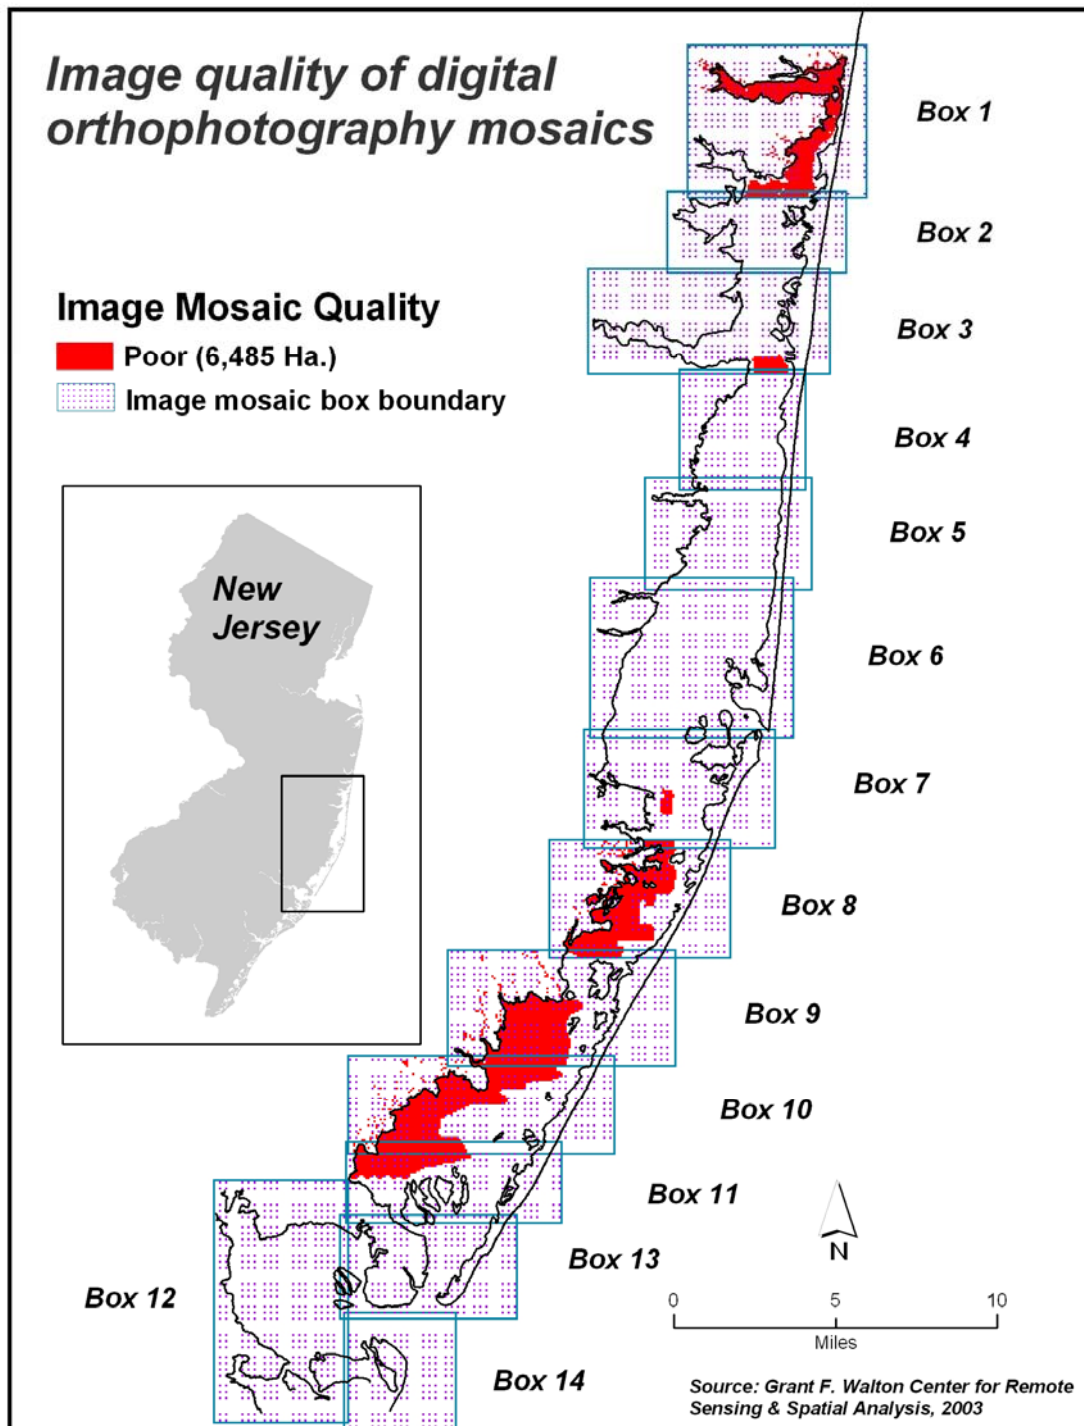 Image quality of digital
orthophotography mosaics
Image Mosaic Quality
Poor (6,485 Ha.)
Image mosaic box boundary
New
Jersey
Box 1
Box 2
Box 3
Box 4
Box 5
Box 6
Box 7
Box 8
Box 9
Box 10
Box 11
Box 13
Box 12
Box 14
N
0 5 10
Miles
Source: Grant F. Walton Center for Remote
Sensing & Spatial Analysis, 2003